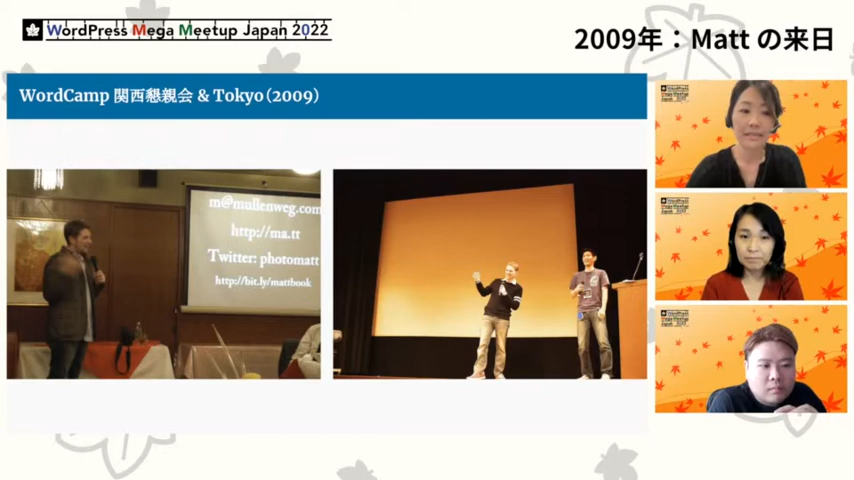 WordPress Mega Meetup Japan 2022
2009年：Matt の来日
WordCamp 関西懇親会 & Tokyo（2009）
m@mullenweg.com
http://ma.tt
Twitter: photomatt
http://bit.ly/mattbook